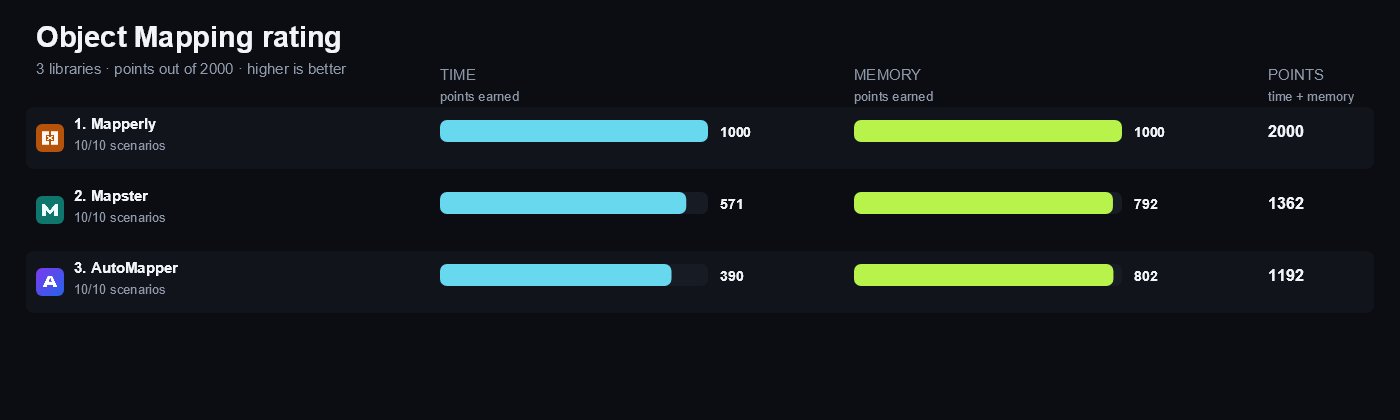 Object Mapping rating
3 libraries · points out of 2000 · higher is better
TIME
points earned
MEMORY
points earned
POINTS
time + memory
1. Mapperly
10/10 scenarios
1000
1000
2000
M
2. Mapster
10/10 scenarios
571
792
1362
A
3. AutoMapper
10/10 scenarios
390
802
1192